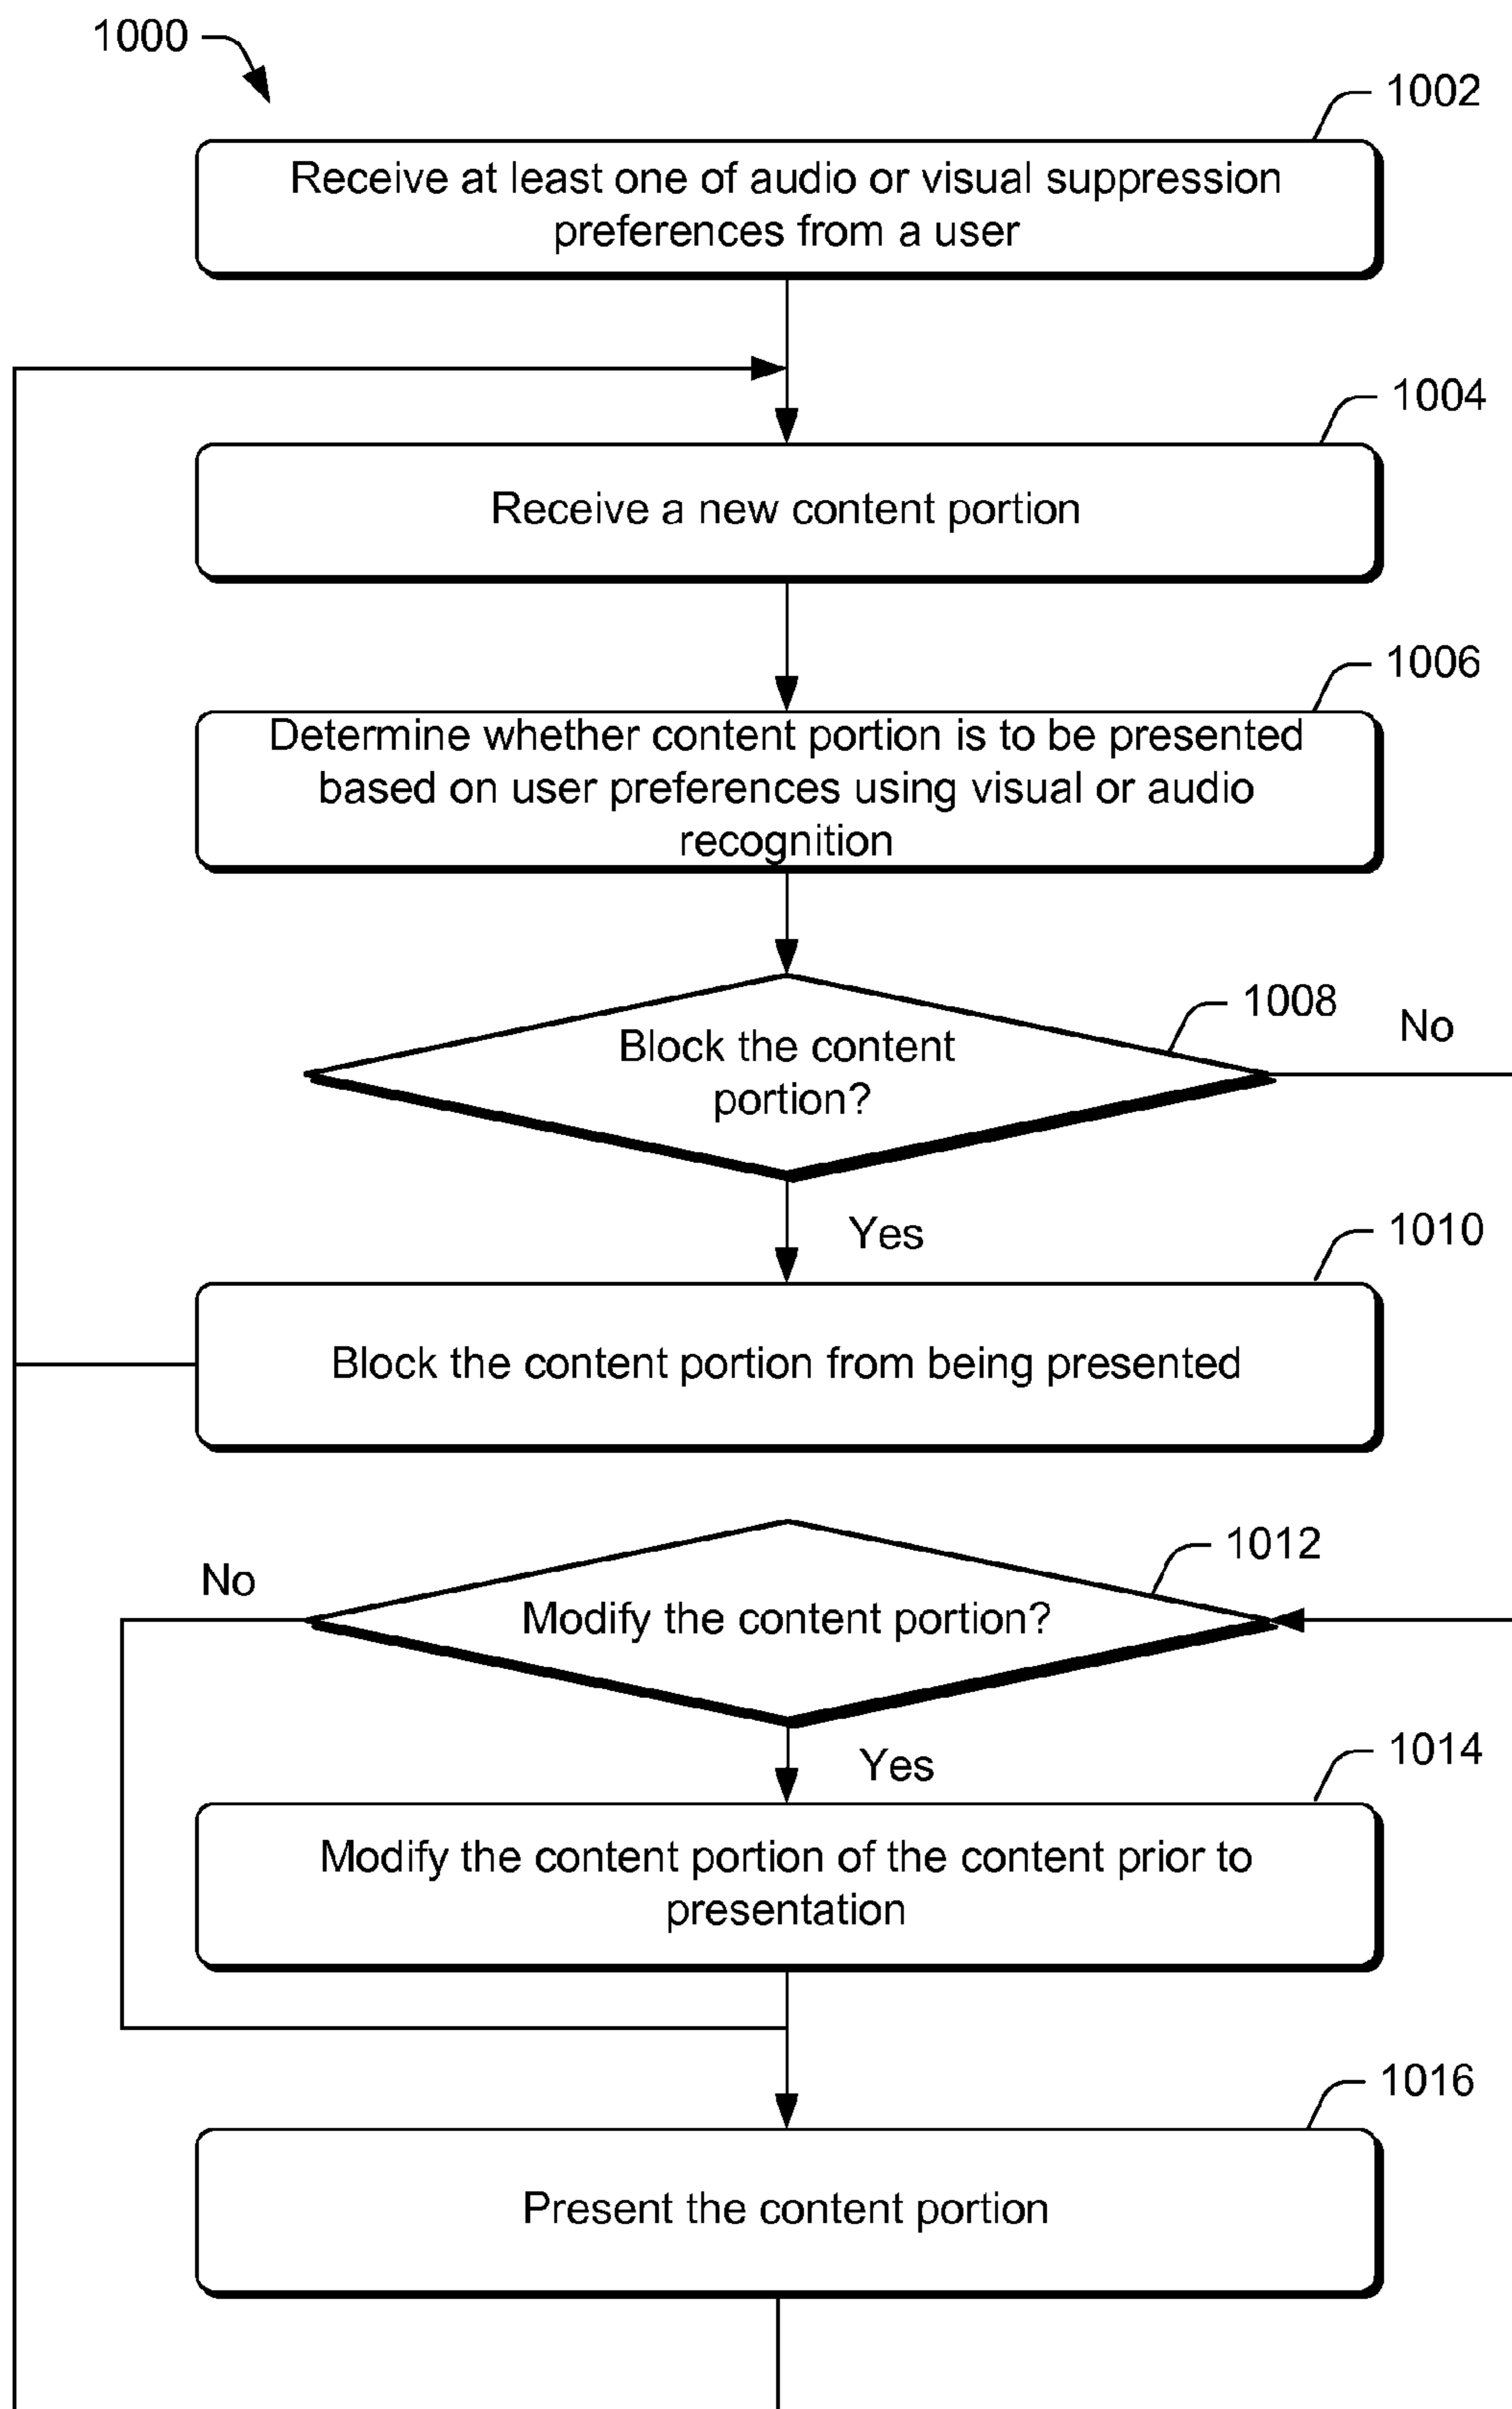 1000
1002
Receive at least one of audio or visual suppression
preferences from a user
1004
Receive a new content portion
1006
Determine whether content portion is to be presented
based on user preferences using visual or audio
recognition
1008
No
Block the content
portion?
Yes
1010
Block the content portion from being presented
1012
No
Modify the content portion?
1014
Yes
Modify the content portion of the content prior to
presentation
1016
Present the content portion